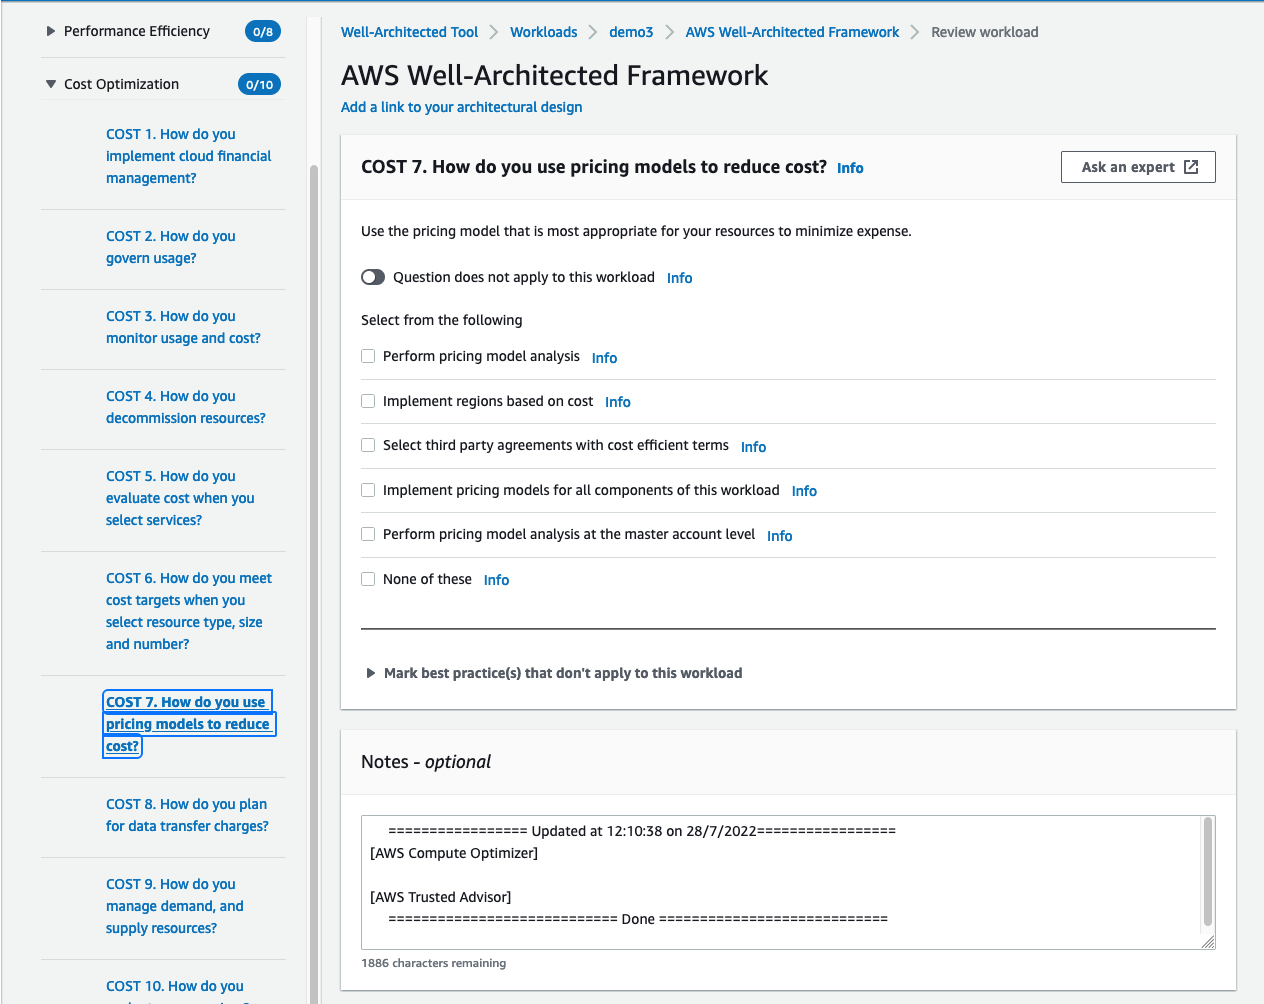 Performance Efficiency 0/8
Cost Optimization 0/10
COST 1. How do you
implement cloud financial
management?
COST 2. How do you
govern usage?
COST 3. How do you
monitor usage and cost?
COST 4. How do you
decommission resources?
COST 5. How do you
evaluate cost when you
select services?
COST 6. How do you meet
cost targets when you
select resource type, size
and number?
COST 7. How do you use
pricing models to reduce
cost?
COST 8. How do you plan
for data transfer charges?
COST 9. How do you
manage demand, and
supply resources?
COST 10. How do you
Well-Architected Tool > Workloads > demo3 > AWS Well-Architected Framework > Review workload
AWS Well-Architected Framework
Add a link to your architectural design
COST 7. How do you use pricing models to reduce cost? Info
Ask an expert
Use the pricing model that is most appropriate for your resources to minimize expense.
Question does not apply to this workload Info
Select from the following
Perform pricing model analysis Info
Implement regions based on cost Info
Select third party agreements with cost efficient terms Info
Implement pricing models for all components of this workload Info
Perform pricing model analysis at the master account level Info
None of these Info
Mark best practice(s) that don't apply to this workload
Notes - optional
================= Updated at 12:10:38 on 28/7/2022=================
[AWS Compute Optimizer]
[AWS Trusted Advisor]
============================ Done ============================
1886 characters remaining